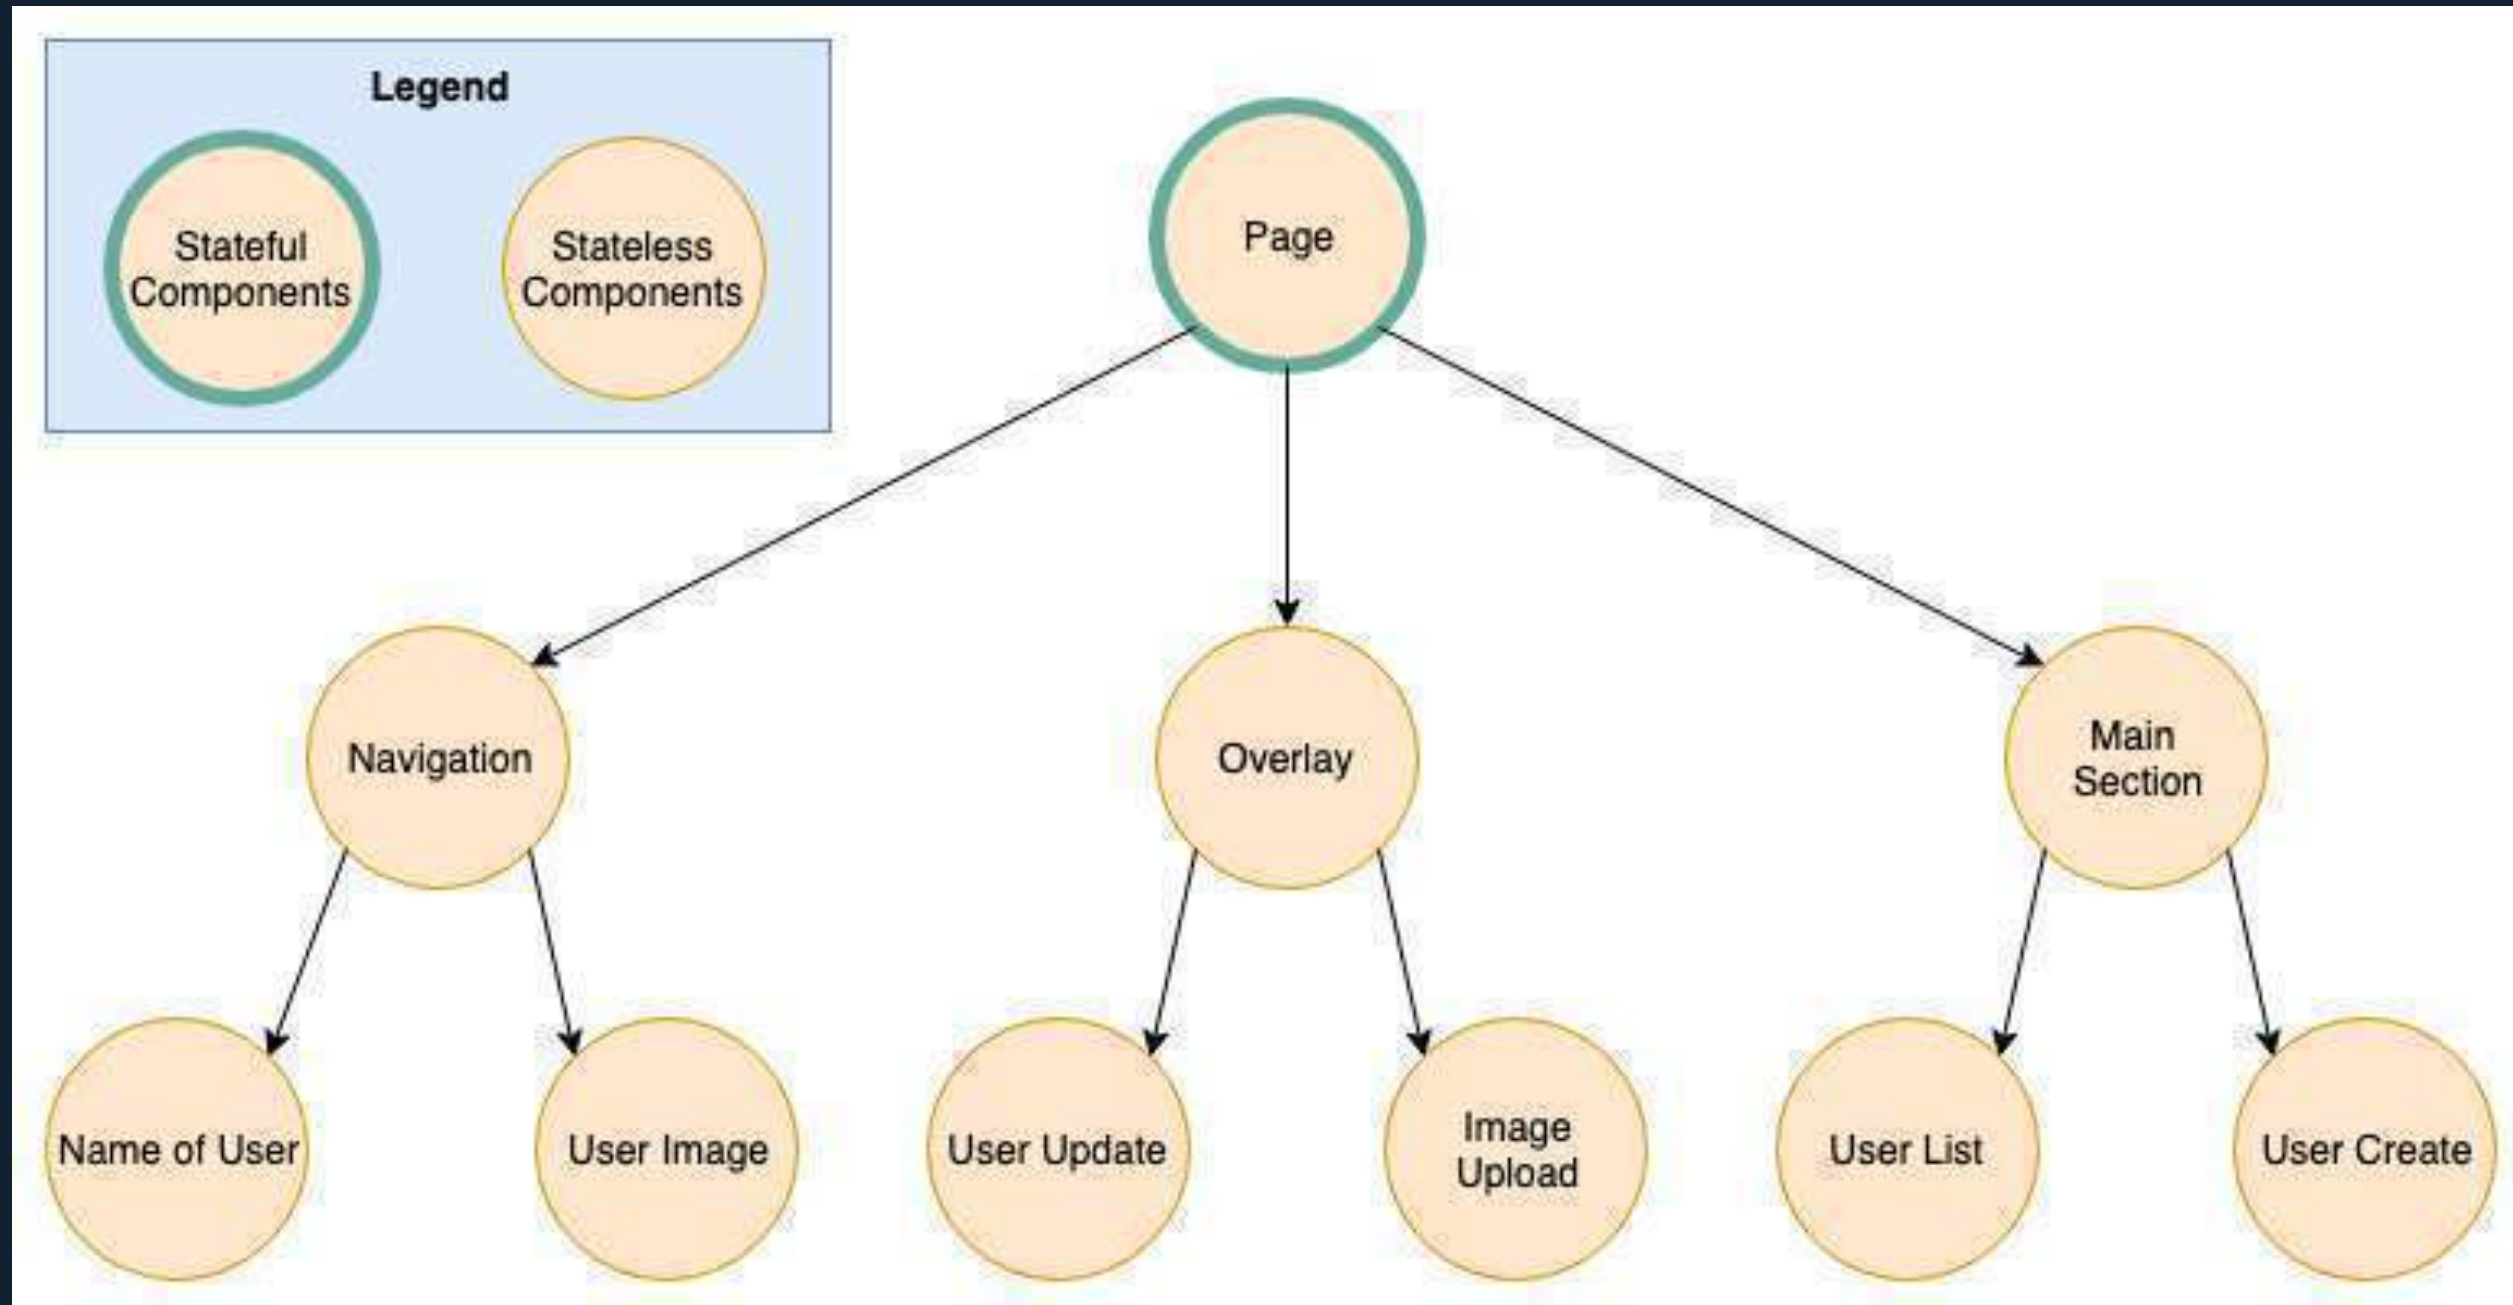 Legend
Stateful
Components
Stateless
Components
Page
Navigation
Overlay
Main
Section
Name of User
User Image
User Update
Image
Upload
User List
User Create